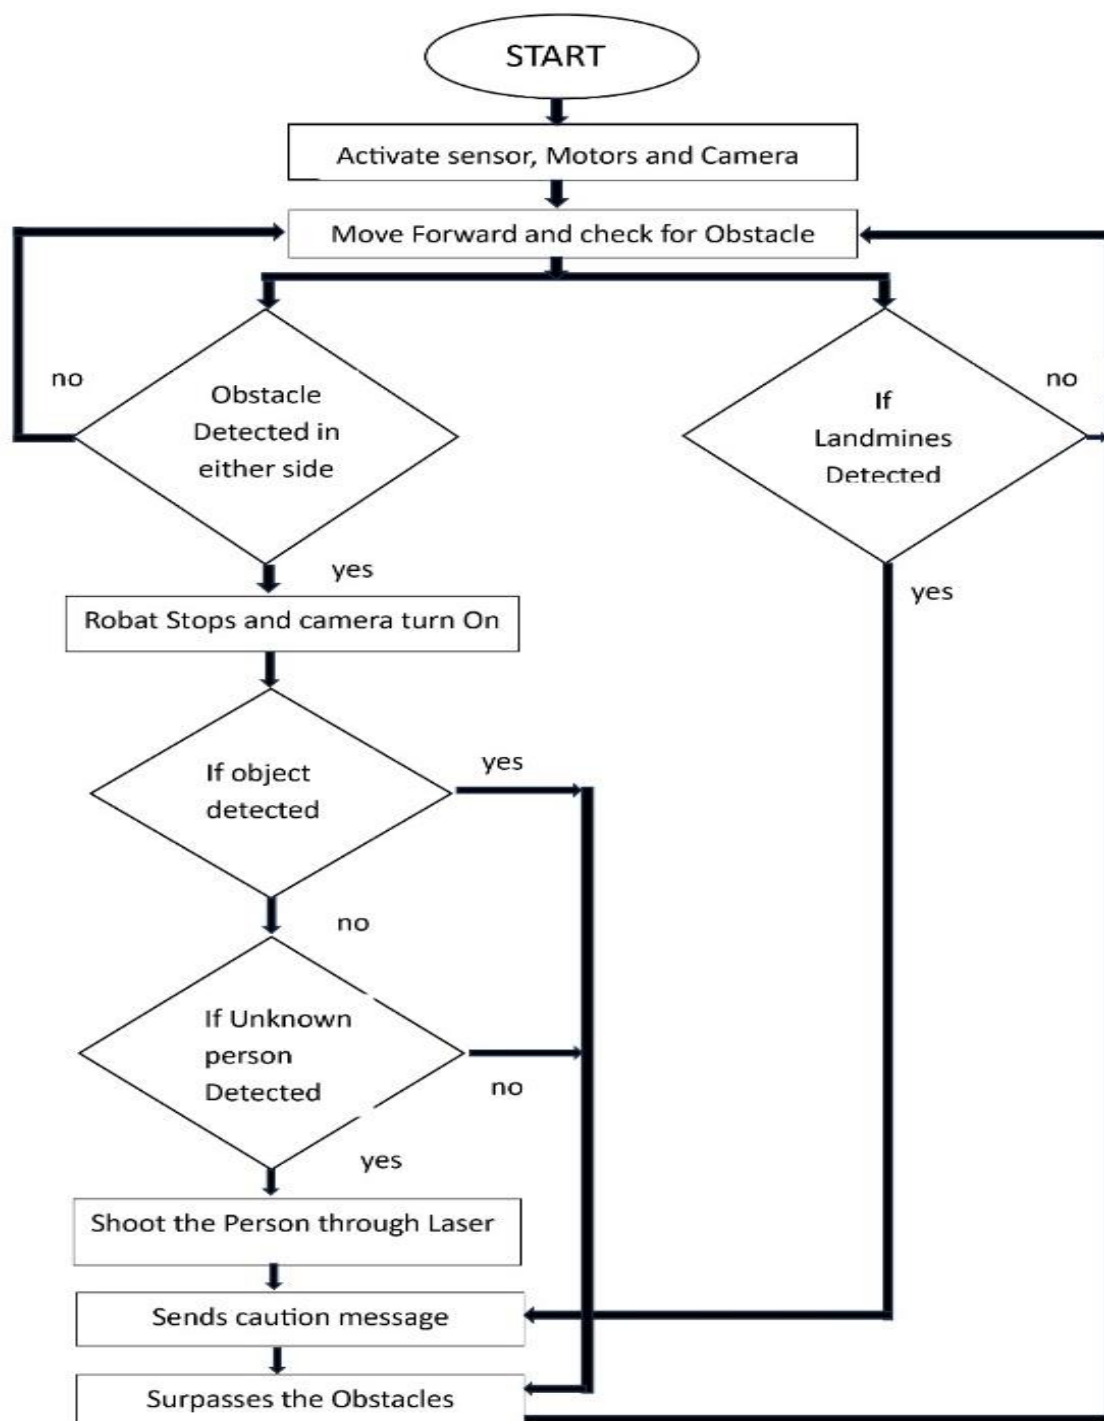 START
Activate sensor, Motors and Camera
Move Forward and check for Obstacle
no
Obstacle
Detected in
either side
no
If
Landmines
Detected
yes
yes
Robat Stops and camera turn On
If object
detected
yes
no
If Unknown
person
Detected
no
yes
Shoot the Person through Laser
Sends caution message
Surpasses the Obstacles